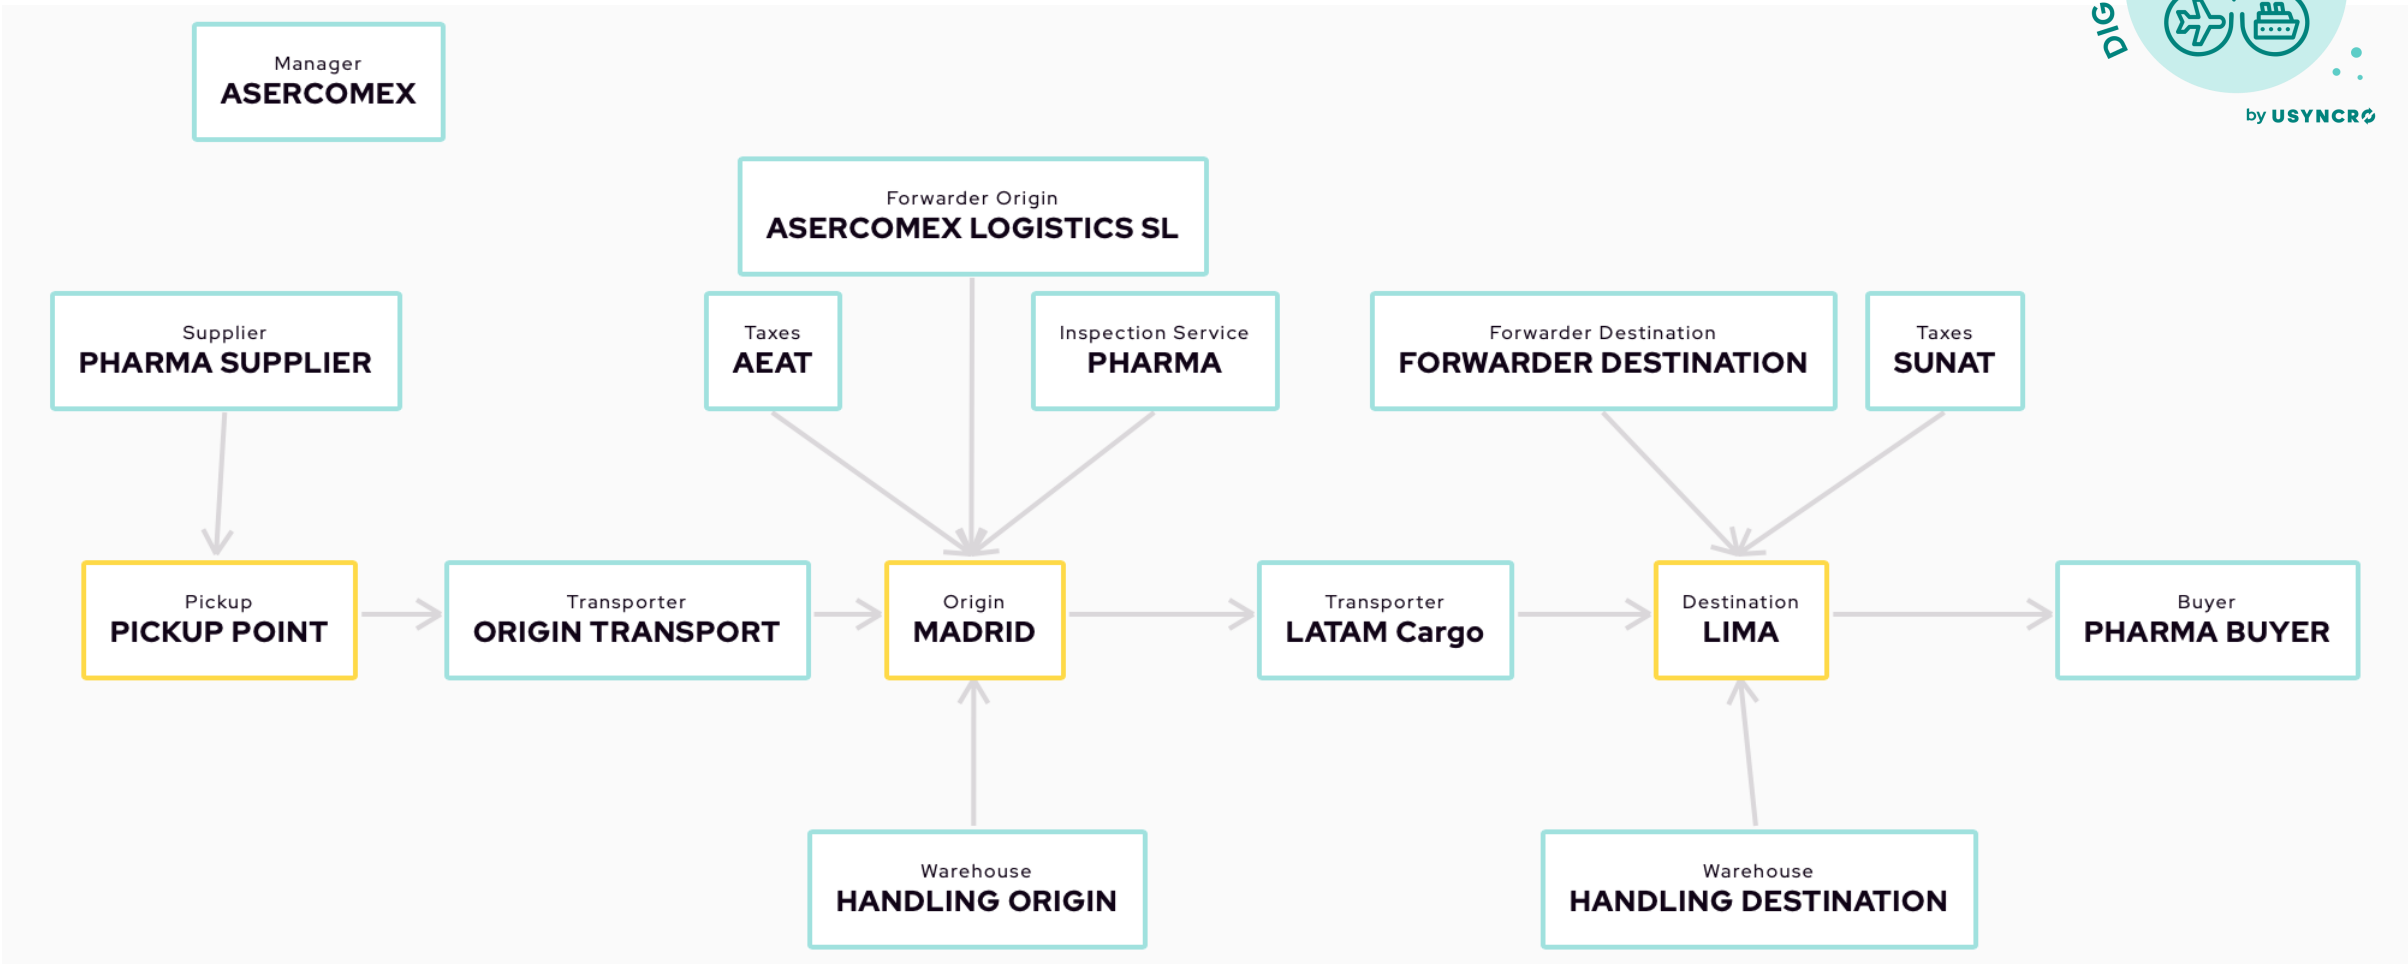 DIG
by USYNCRO
Manager
ASERCOMEX
Forwarder Origin
ASERCOMEX LOGISTICS SL
Supplier
PHARMA SUPPLIER
Taxes
AEAT
Inspection Service
PHARMA
Forwarder Destination
FORWARDER DESTINATION
Taxes
SUNAT
Pickup
PICKUP POINT
Transporter
ORIGIN TRANSPORT
Origin
MADRID
Transporter
LATAM Cargo
Destination
LIMA
Buyer
PHARMA BUYER
Warehouse
HANDLING ORIGIN
Warehouse
HANDLING DESTINATION